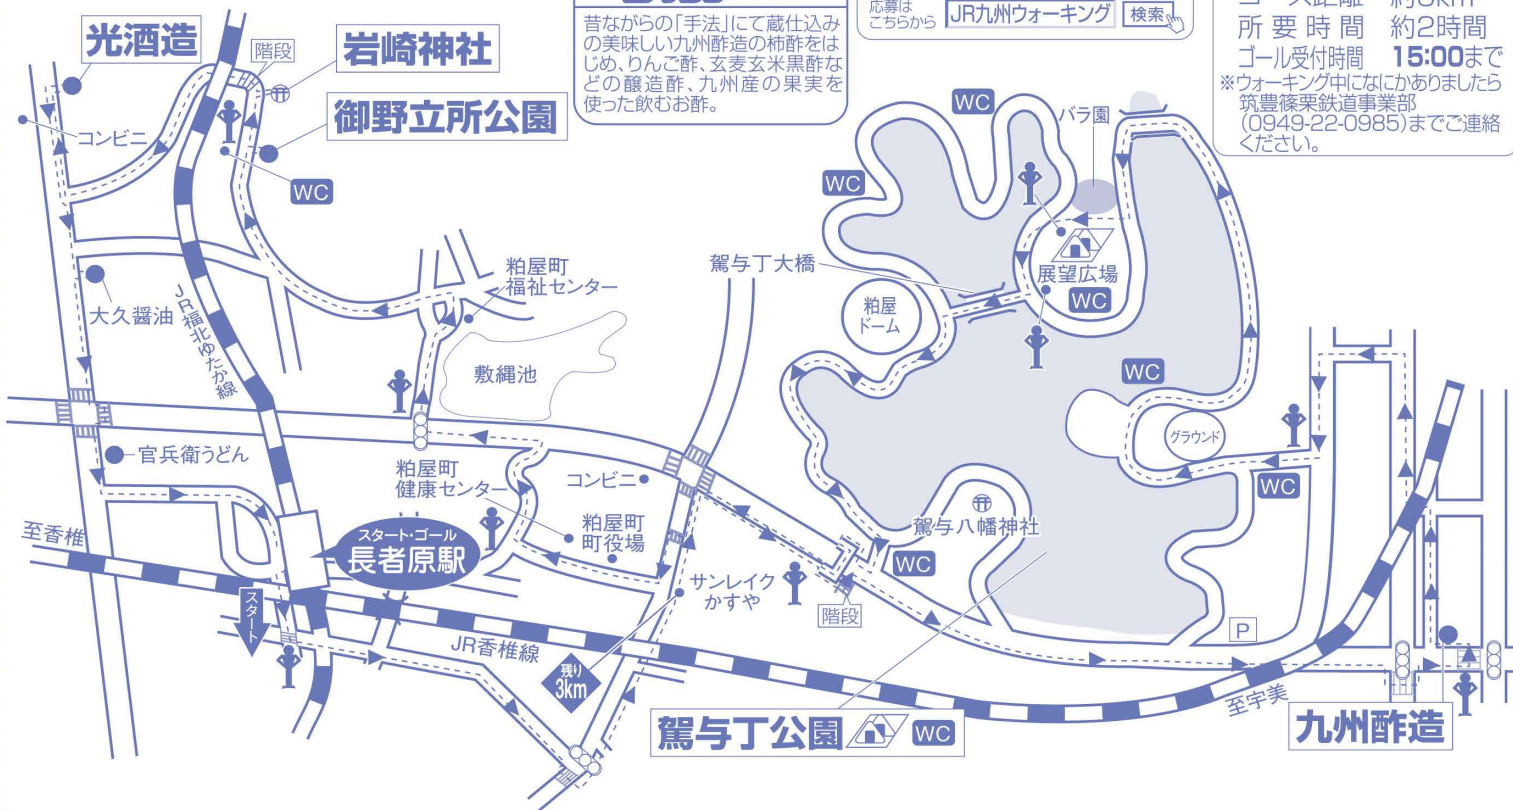 昔ながらの「手法」にて蔵仕込み
の美味しい九州酢造の柿酢をは
じめ、りんご酢、玄麦玄米黒酢な
どの醸造酢、九州産の果実を
使った飲むお酢。
応募は
こちらから
JR九州ウォーキング
検索
所要時間 約2時間
ゴール受付時間 15:00まで
※ウォーキング中になにかありましたら
筑豊篠栗鉄道事業部
(0949-22-0985)までご連絡
ください。
光酒造
階段
岩崎神社
御野立所公園
コンビニ
WC
WC
バラ園
WC
駕与丁大橋
粕屋町
福祉センター
展望広場
WC
大久醤油
JR福北ゆたか線
粕屋
ドーム
敷縄池
WC
グラウンド
官兵衛うどん
粕屋町
健康センター
コンビニ
WC
至香椎
スタート・ゴール
長者原駅
粕屋町
町役場
駕与八幡神社
WC
サンレイク
かすや
階段
スタート
P
JR香椎線
残り
3km
至宇美
駕与丁公園
WC
九州酢造